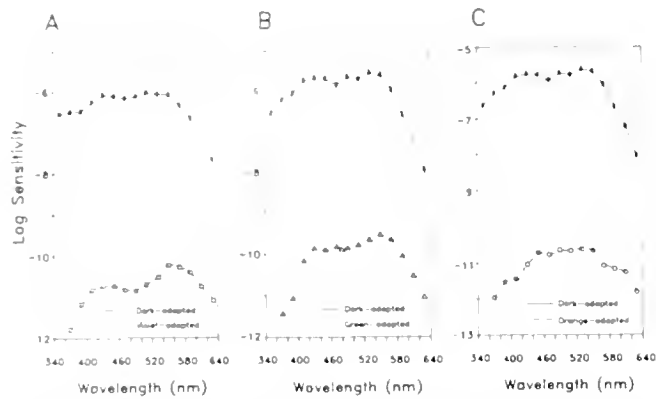 A
B
C
Log Sensitivity
-6
-8
-10
-12
-8
-10
-12
-5
-7
-9
-11
-13
Dark-adapted
Violet-adapted
Dark-adapted
Green-adapted
Dark-adapted
Orange-adapted
340 400 460 520 580 640
340 400 460 520 580 640
340 400 460 520 580 640
Wavelength (nm)
Wavelength (nm)
Wavelength (nm)